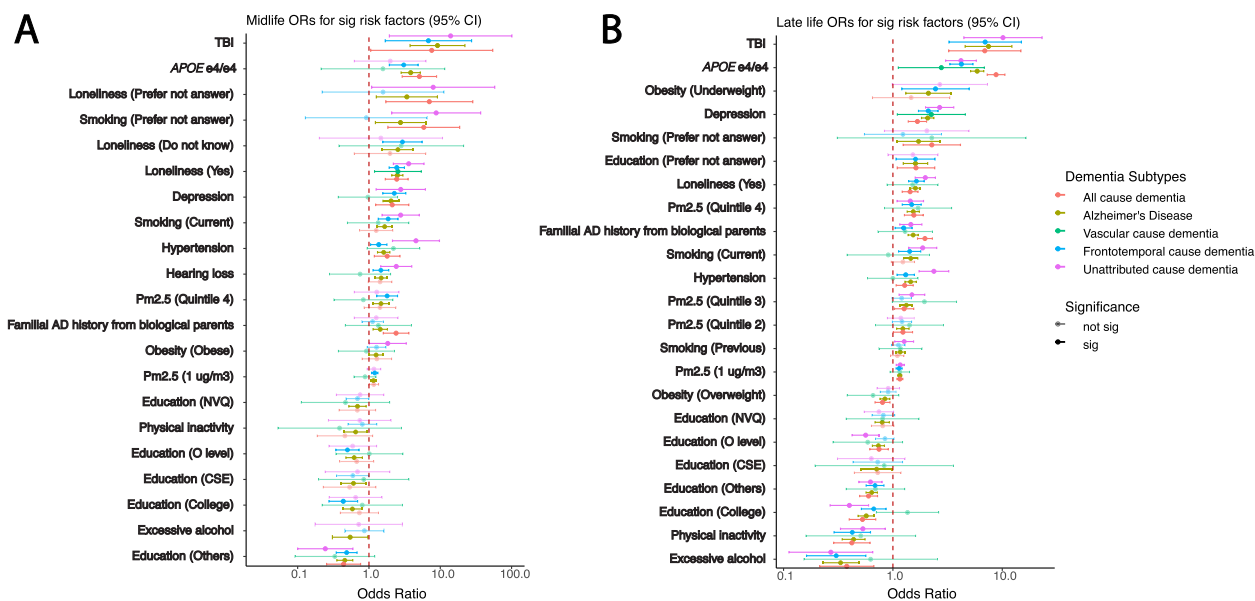 A
Midlife ORs for sig risk factors (95% CI)
TBI
APOE e4/e4
Loneliness (Prefer not answer)
Smoking (Prefer not answer)
Loneliness (Do not know)
Loneliness (Yes)
Depression
Smoking (Current)
Hypertension
Hearing loss
Pm2.5 (Quintile 4)
Familial AD history from biological parents
Obesity (Obese)
Pm2.5 (1 ug/m3)
Education (NVQ)
Physical inactivity
Education (O level)
Education (CSE)
Education (College)
Excessive alcohol
Education (Others)
0.1
1.0
10.0
100.0
Odds Ratio
B
Late life ORs for sig risk factors (95% CI)
TBI
APOE e4/e4
Obesity (Underweight)
Depression
Smoking (Prefer not answer)
Education (Prefer not answer)
Loneliness (Yes)
Pm2.5 (Quintile 4)
Familial AD history from biological parents
Smoking (Current)
Hypertension
Pm2.5 (Quintile 3)
Pm2.5 (Quintile 2)
Smoking (Previous)
Pm2.5 (1 ug/m3)
Obesity (Overweight)
Education (NVQ)
Education (O level)
Education (CSE)
Education (Others)
Education (College)
Physical inactivity
Excessive alcohol
0.1
1.0
10.0
Odds Ratio
Dementia Subtypes
All cause dementia
Alzheimer's Disease
Vascular cause dementia
Frontotemporal cause dementia
Unattributed cause dementia
Significance
not sig
sig